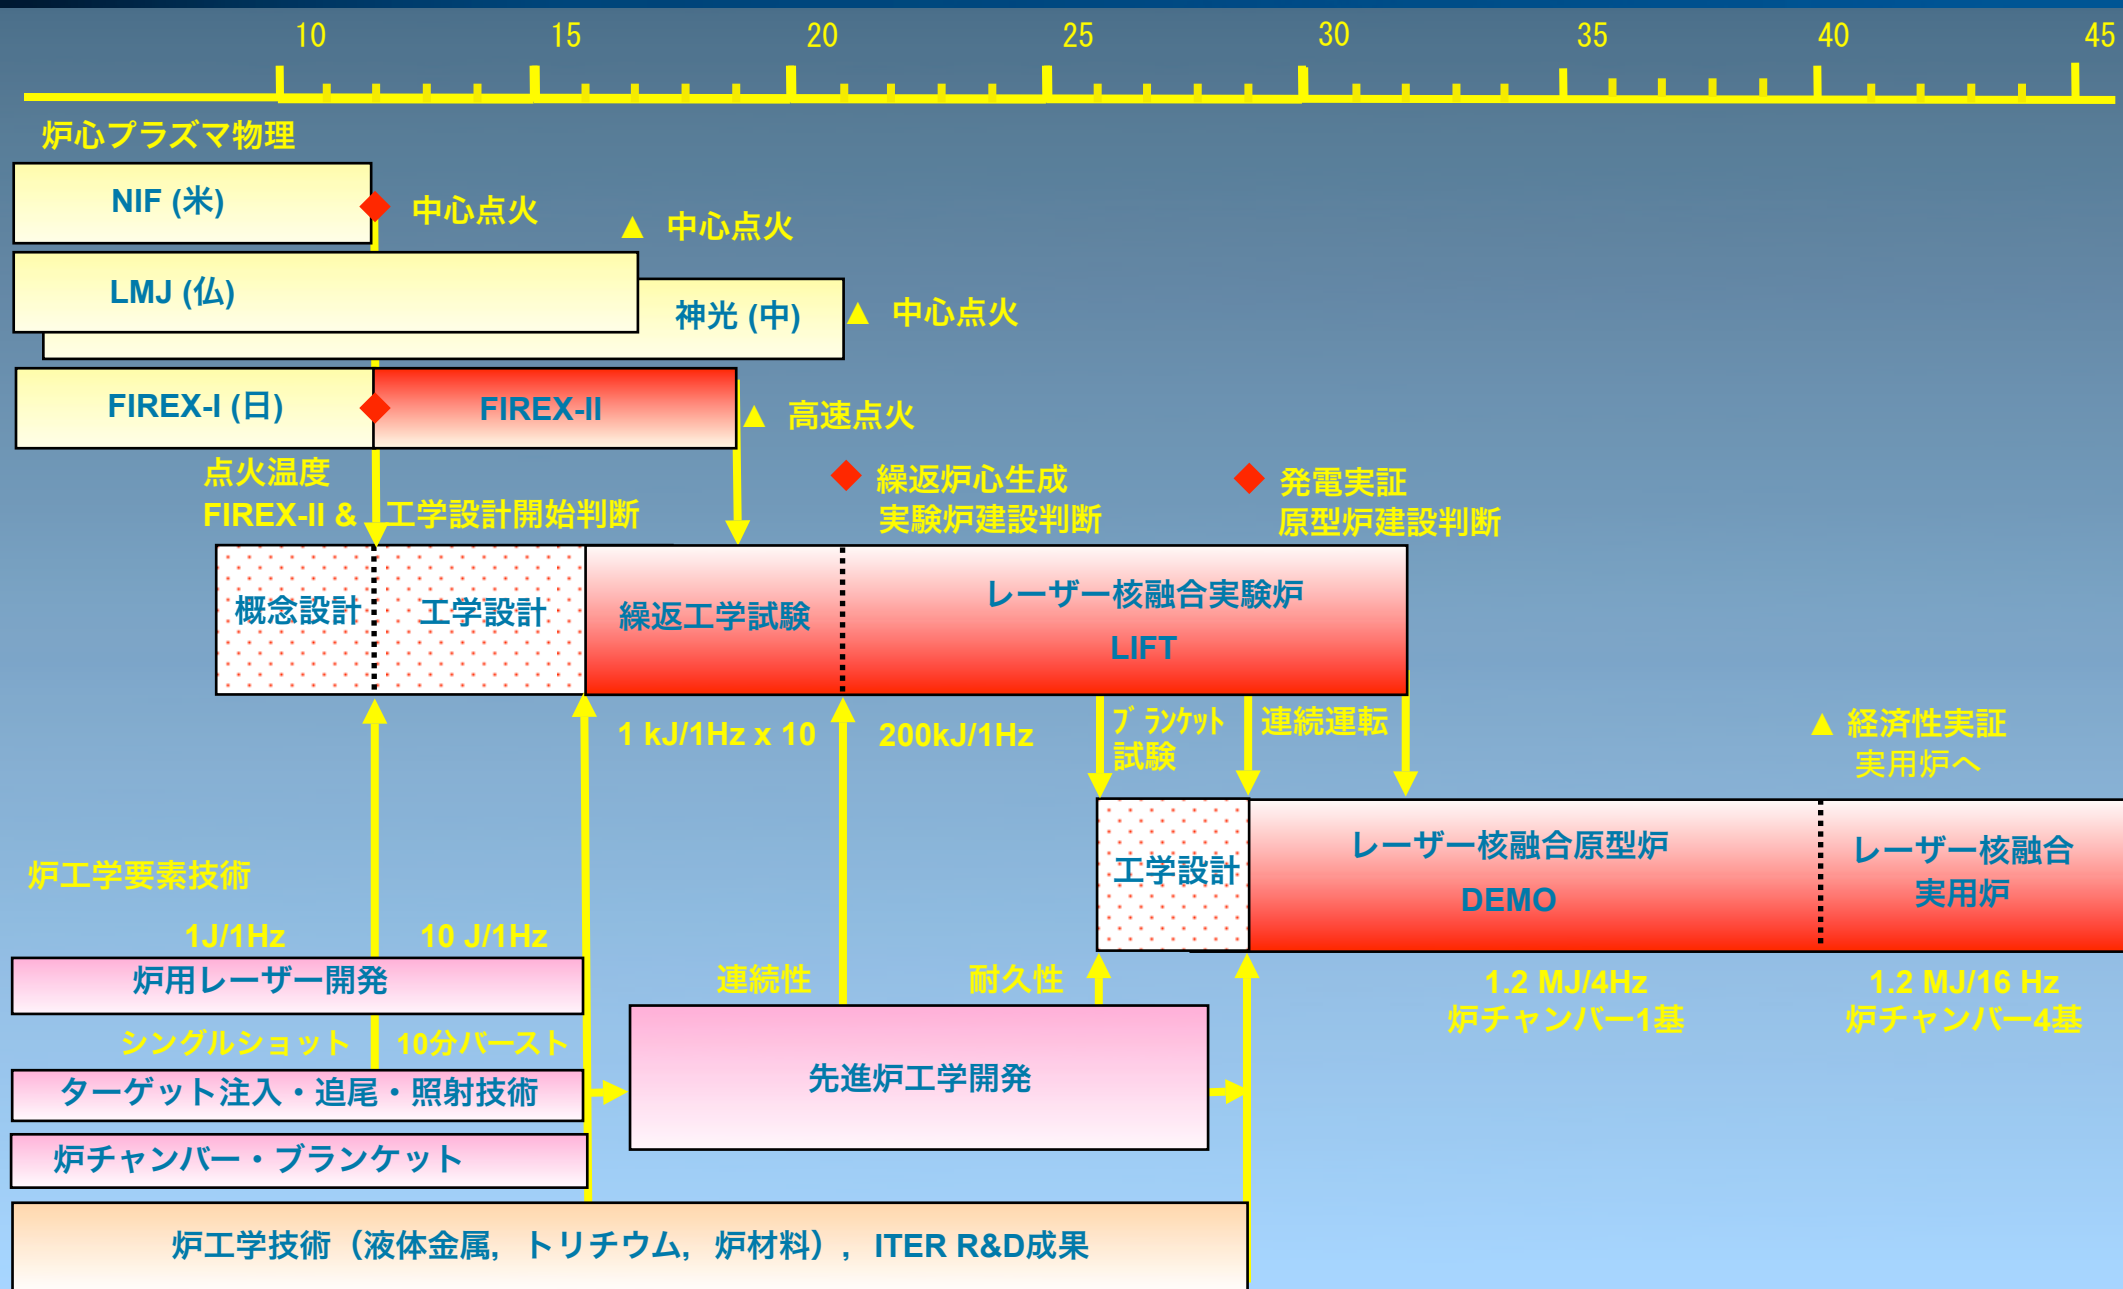 10 15 20 25 30 35 40 45
炉心プラズマ物理
NIF (米)
中心点火
▲ 中心点火
LMJ (仏)
神光 (中)
▲ 中心点火
FIREX-I (日)
FIREX-II
▲ 高速点火
点火温度
FIREX-II & 工学設計開始判断
繰返炉心生成
実験炉建設判断
発電実証
原型炉建設判断
概念設計
工学設計
繰返工学試験
レーザー核融合実験炉
LIFT
1 kJ/1Hz x 10
200kJ/1Hz
ブランケット
試験
連続運転
▲ 経済性実証
実用炉へ
工学設計
レーザー核融合原型炉
DEMO
レーザー核融合
実用炉
炉工学要素技術
1J/1Hz
10 J/1Hz
炉用レーザー開発
連続性
耐久性
1.2 MJ/4Hz
炉チャンバー1基
1.2 MJ/16 Hz
炉チャンバー4基
シングルショット
10分バースト
ターゲット注入・追尾・照射技術
先進炉工学開発
炉チャンバー・ブランケット
炉工学技術（液体金属, トリチウム, 炉材料）, ITER R&D成果